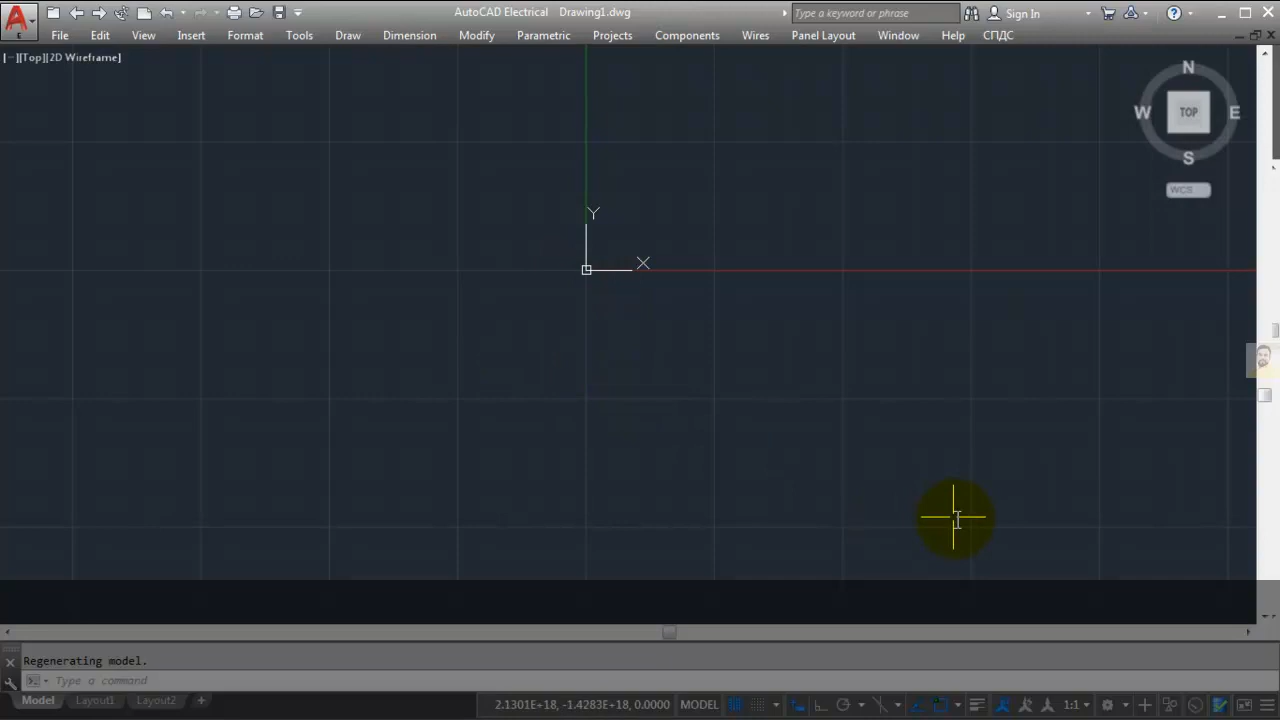 AutoCAD Electrical Drawing1.dwg
Type a keyword or phrase
Sign In
E
File Edit View Insert Format Tools Draw Dimension Modify Parametric Projects Components Wires Panel Layout Window Help СПДС
[−][Top][2D Wireframe]
N
W TOP E
S
WCS
Y
X
Regenerating model.
Type a command
Model Layout1 Layout2 +
2.1301E+18, -1.4283E+18, 0.0000 MODEL 1:1